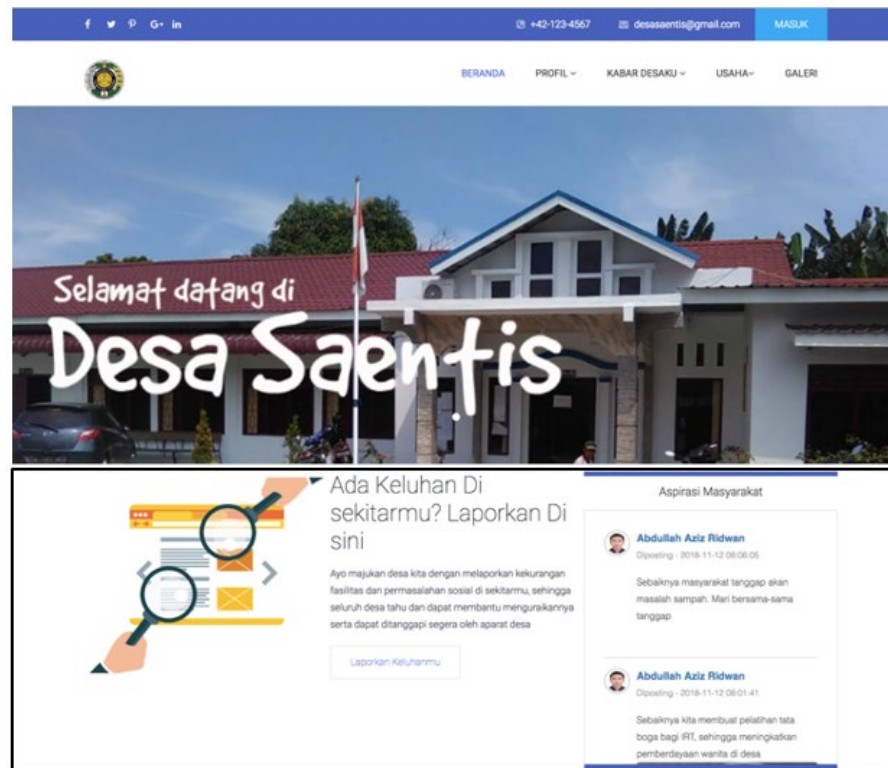 +42-123-4567
desasaentis@gmail.com
MASUK
BERANDA
PROFIL
KABAR DESAKU
USAHA
GALERI
Selamat datang di
Desa Saentis
Ada Keluhan Di
sekitarmu? Laporkan Di
sini
Ayo majukan desa kita dengan melaporkan kekurangan
fasilitas dan permasalahan sosial di sekitarmu, sehingga
seluruh desa tahu dan dapat membantu menguraikannya
serta dapat ditanggapi segera oleh aparat desa
Laporkan Keluhanmu
Aspirasi Masyarakat
Abdullah Aziz Ridwan
Diposting - 2018-11-12 08:06:05
Sebaiknya masyarakat tanggap akan
masalah sampah. Mari bersama-sama
tanggap
Abdullah Aziz Ridwan
Diposting - 2018-11-12 08:01:41
Sebaiknya kita membuat pelatihan tata
boga bagi IRT, sehingga meningkatkan
pemberdayaan wanita di desa